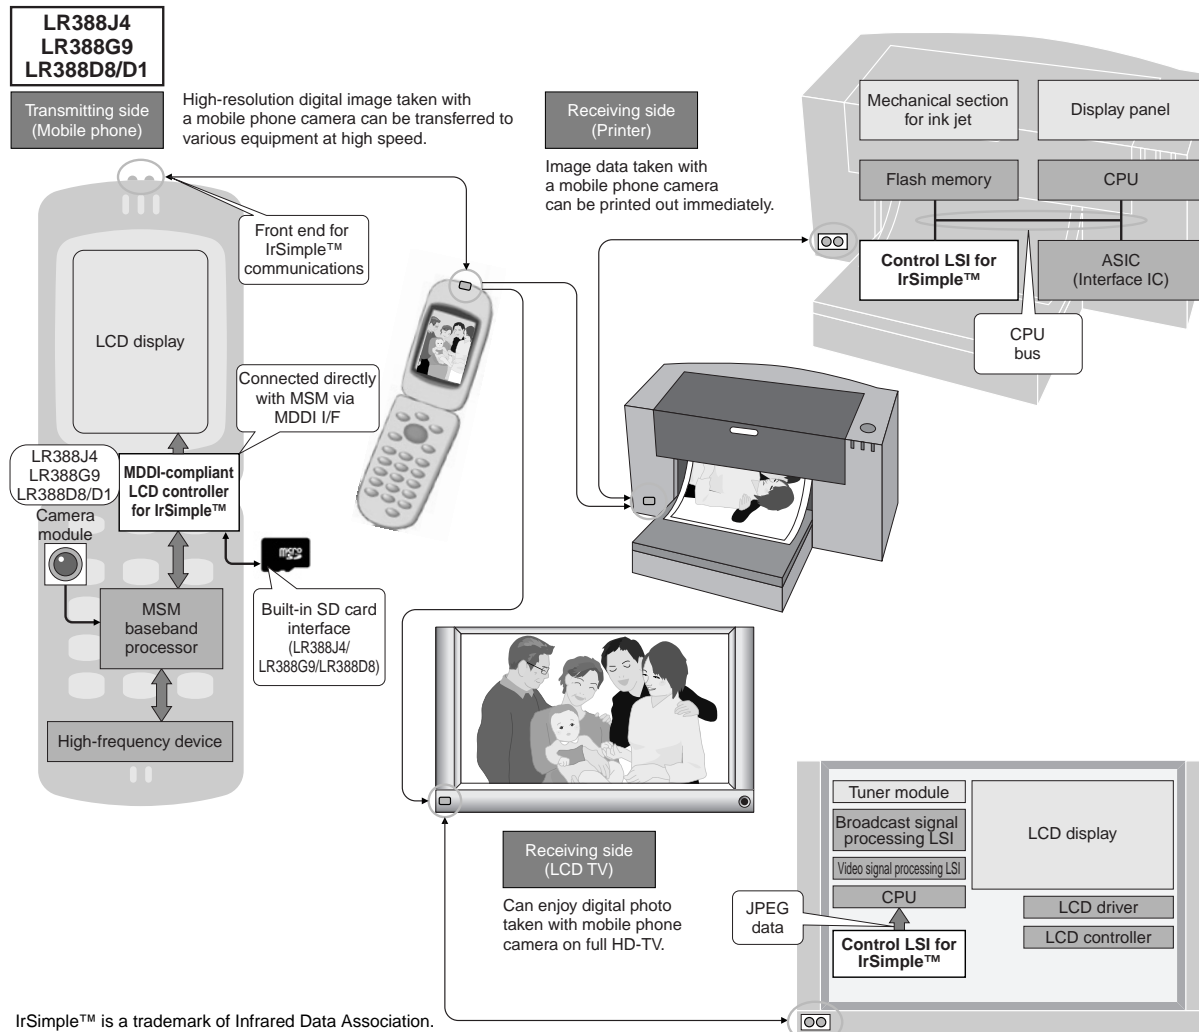 LR388J4
LR388G9
LR388D8/D1
Transmitting side
(Mobile phone)
High-resolution digital image taken with
a mobile phone camera can be transferred to
various equipment at high speed.
Front end for
IrSimple™
communications
LCD display
Connected directly
with MSM via
MDDI I/F
LR388J4
LR388G9
LR388D8/D1
MDDI-compliant
LCD controller
for IrSimple™
Camera
module
micro
SD
MSM
baseband
processor
Built-in SD card
interface
(LR388J4/
LR388G9/LR388D8)
High-frequency device
Receiving side
(Printer)
Image data taken with
a mobile phone camera
can be printed out immediately.
Mechanical section
for ink jet
Display panel
Flash memory
CPU
Control LSI for
IrSimple™
ASIC
(Interface IC)
CPU
bus
Receiving side
(LCD TV)
Can enjoy digital photo
taken with mobile phone
camera on full HD-TV.
Tuner module
Broadcast signal
processing LSI
Video signal processing LSI
CPU
JPEG
data
Control LSI for
IrSimple™
LCD display
LCD driver
LCD controller
IrSimple™ is a trademark of Infrared Data Association.